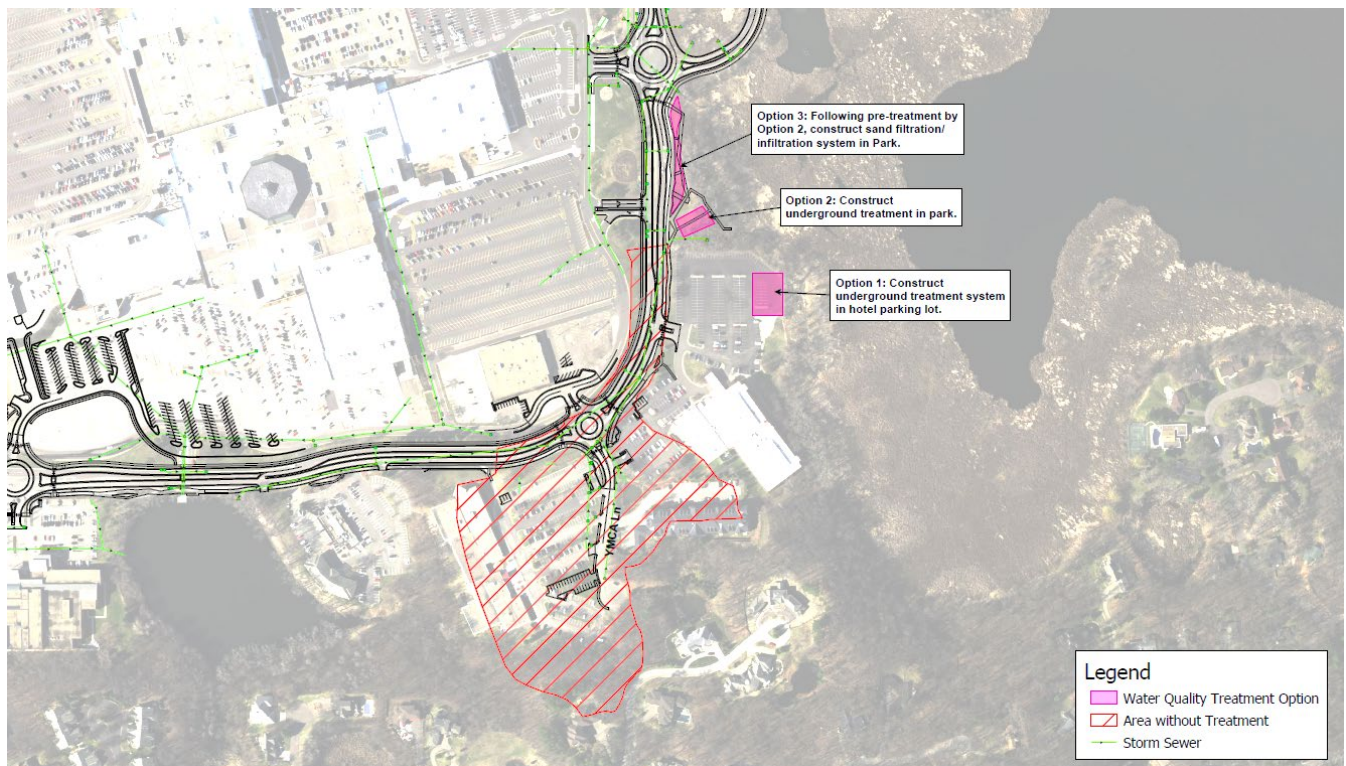 Option 3: Following pre-treatment by
Option 2, construct sand filtration/
infiltration system in Park.
Option 2: Construct
underground treatment in park.
Option 1: Construct
underground treatment system
in hotel parking lot.
YMCA Ln
Legend
Water Quality Treatment Option
Area without Treatment
Storm Sewer